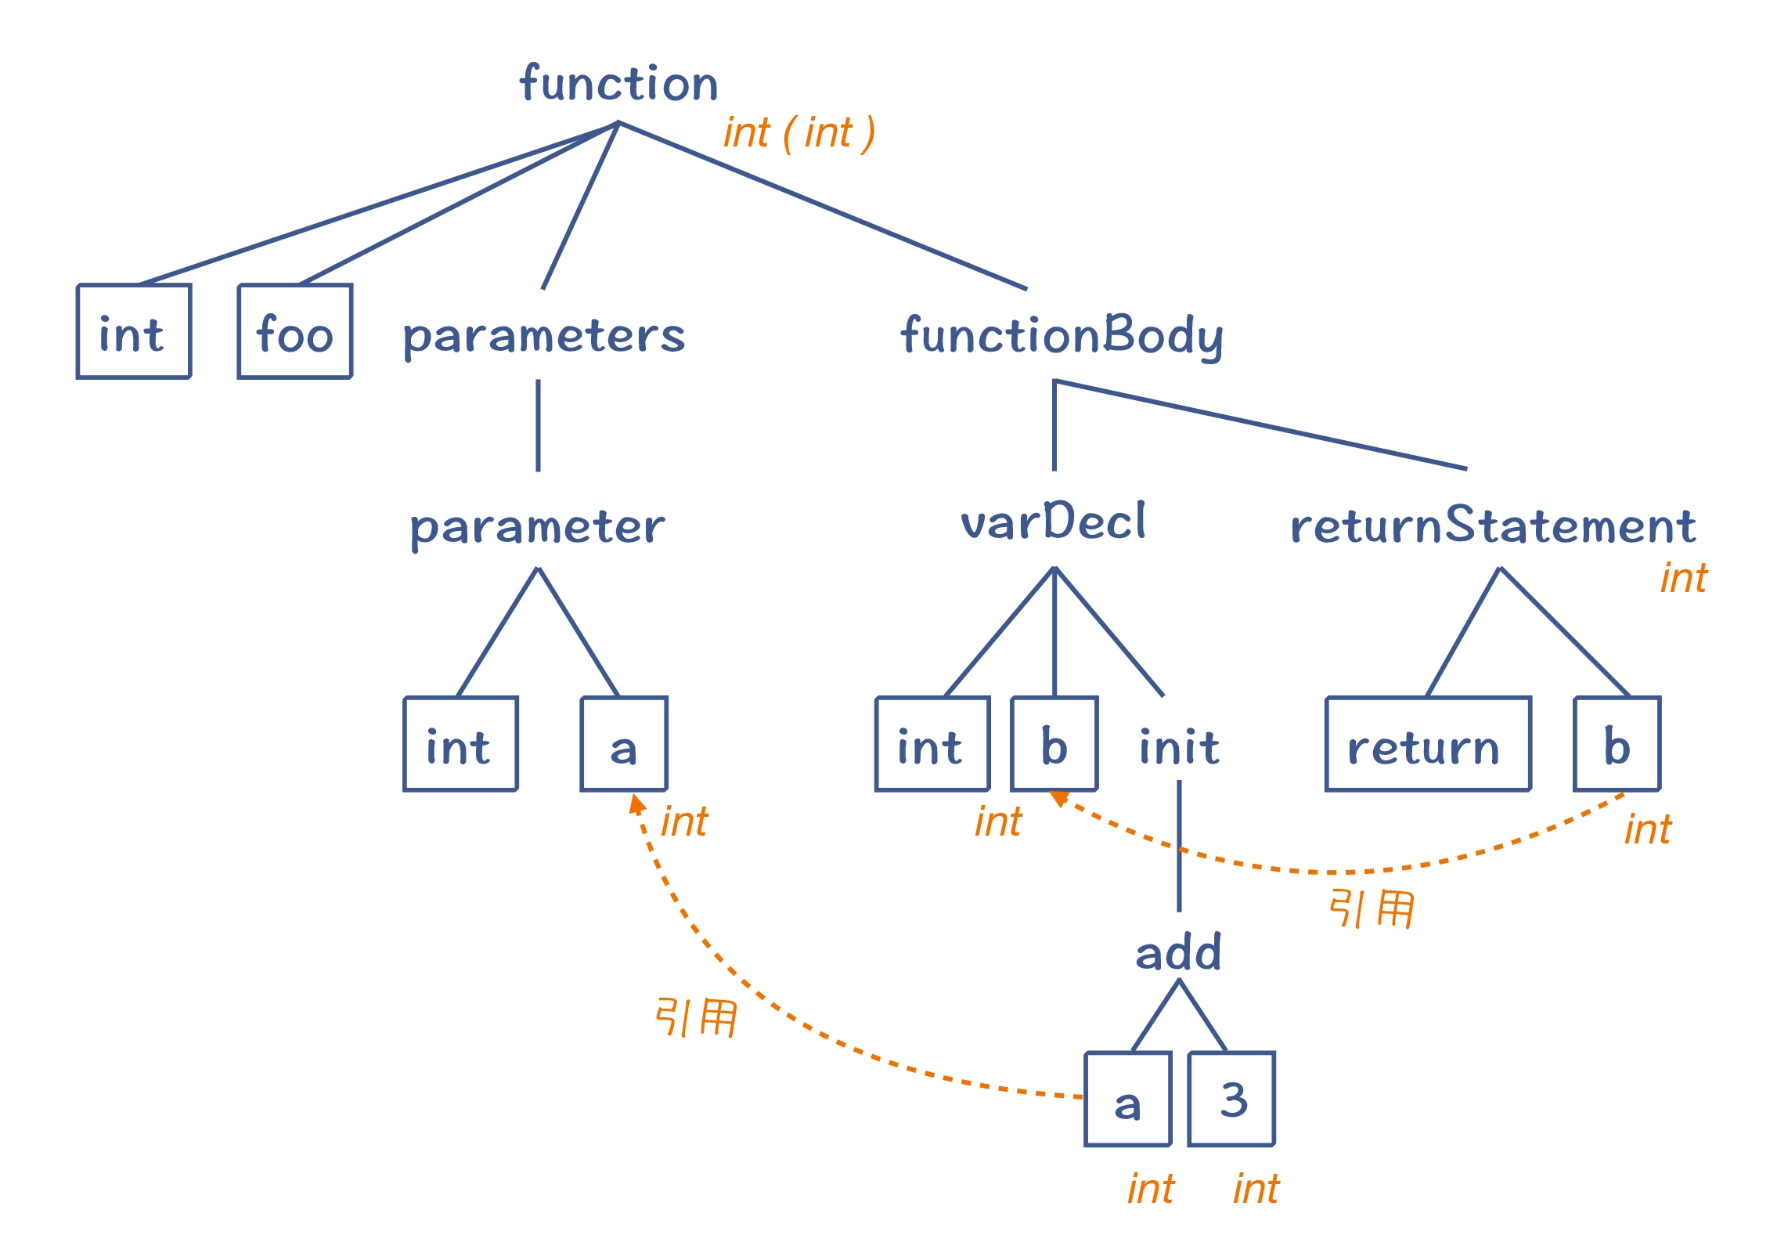 function
int ( int )
int foo parameters functionBody
parameter varDecl returnStatement
int
int a int b init return b
int int int
引用
add
引用
a 3
int int